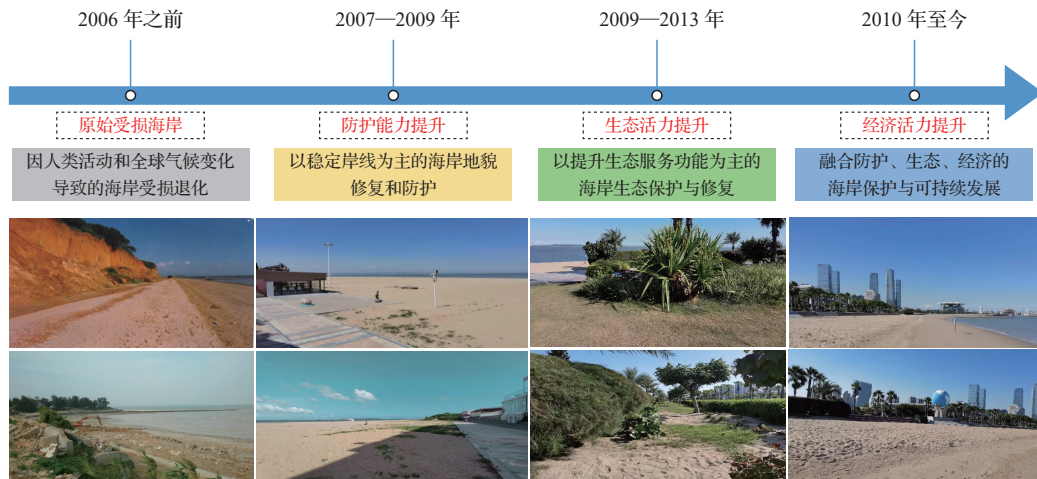 2006 年之前
2007—2009 年
2009—2013 年
2010 年至今
原始受损海岸
防护能力提升
生态活力提升
经济活力提升
因人类活动和全球气候变化
导致的海岸受损退化
以稳定岸线为主的海岸地貌
修复和防护
以提升生态服务功能为主的
海岸生态保护与修复
融合防护、生态、经济的
海岸保护与可持续发展